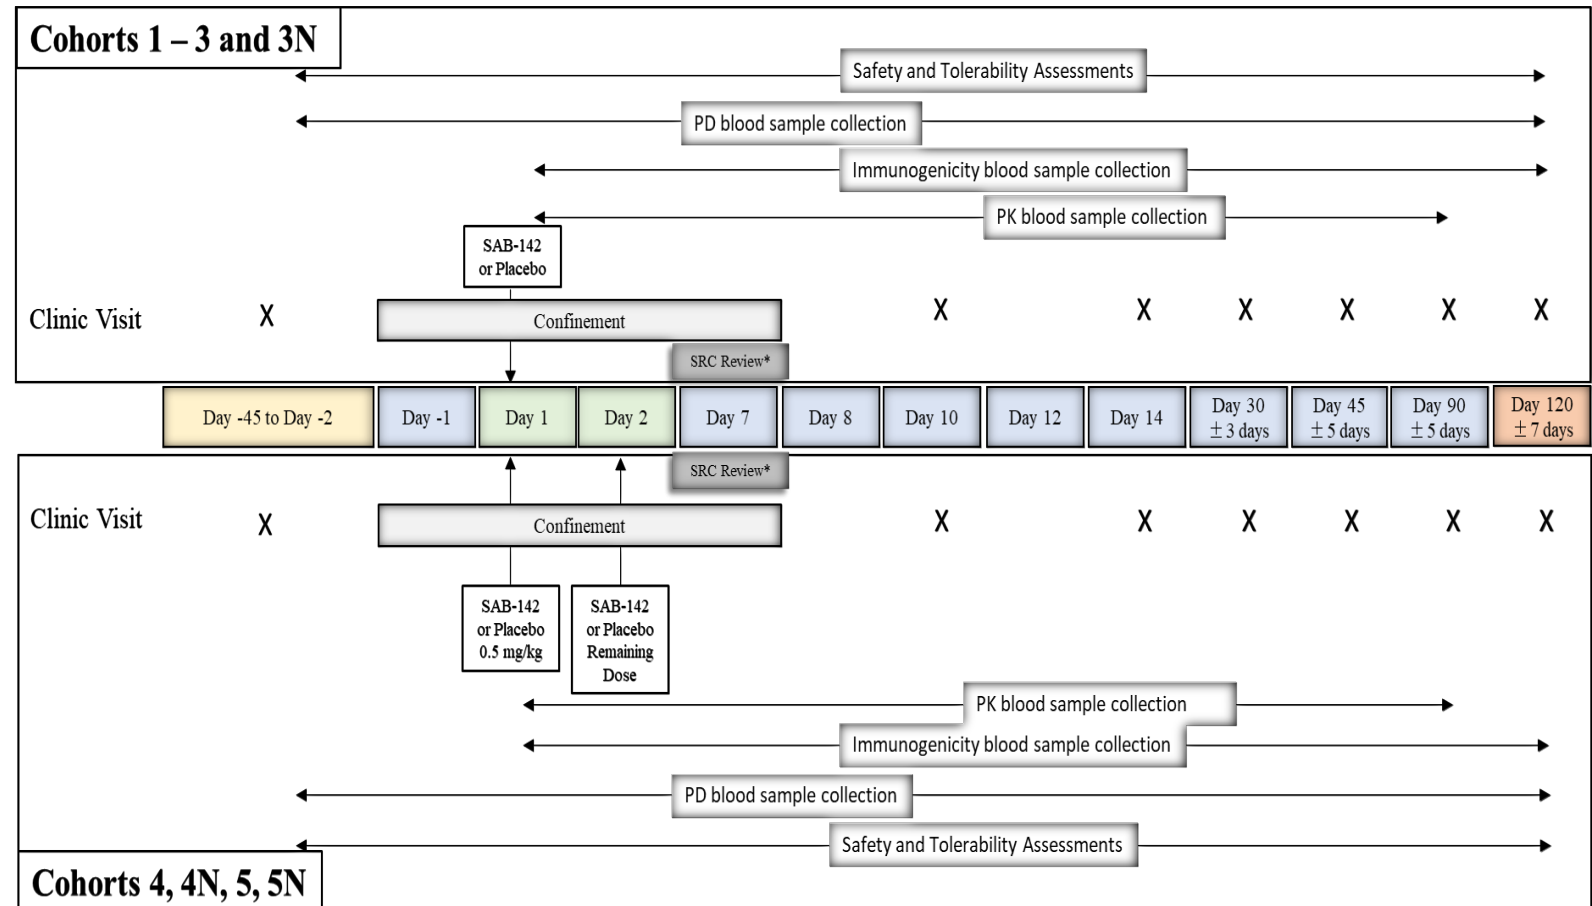 Cohorts 1 – 3 and 3N
Safety and Tolerability Assessments
PD blood sample collection
Immunogenicity blood sample collection
PK blood sample collection
SAB-142
or Placebo
Clinic Visit
X
Confinement
X
X
X
X
X
X
SRC Review*
Day -45 to Day -2
Day -1
Day 1
Day 2
Day 7
Day 8
Day 10
Day 12
Day 14
Day 30
± 3 days
Day 45
± 5 days
Day 90
± 5 days
Day 120
± 7 days
SRC Review*
Clinic Visit
X
Confinement
X
X
X
X
X
X
SAB-142
or Placebo
0.5 mg/kg
SAB-142
or Placebo
Remaining
Dose
PK blood sample collection
Immunogenicity blood sample collection
PD blood sample collection
Safety and Tolerability Assessments
Cohorts 4, 4N, 5, 5N